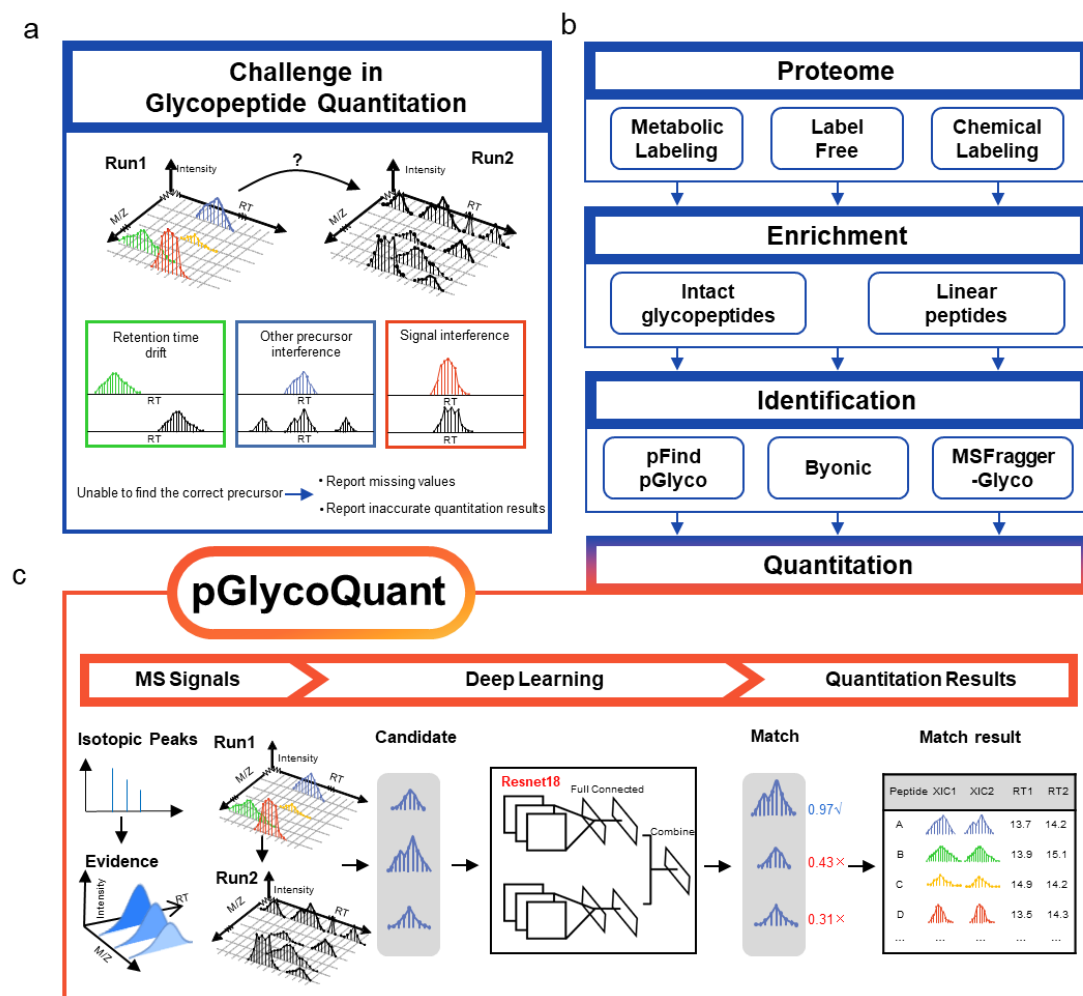 a
Challenge in
Glycopeptide Quantitation
Run1
Intensity
M/Z
RT
?
Run2
Intensity
M/Z
RT
Retention time
drift
RT
RT
Other precursor
interference
RT
RT
Signal interference
RT
RT
Unable to find the correct precursor
• Report missing values
• Report inaccurate quantitation results
b
Proteome
Metabolic
Labeling
Label
Free
Chemical
Labeling
Enrichment
Intact
glycopeptides
Linear
peptides
Identification
pFind
pGlyco
Byonic
MSFragger
-Glyco
Quantitation
c
pGlycoQuant
MS Signals
Deep Learning
Quantitation Results
Isotopic Peaks
Evidence
Intensity
RT
M/Z
Run1
Intensity
M/Z
RT
Run2
Intensity
M/Z
RT
Candidate
Resnet18
Full Connected
Combine
Match
0.97√
0.43×
0.31×
Match result
Peptide XIC1 XIC2 RT1 RT2
A 13.7 14.2
B 13.9 15.1
C 14.9 14.2
D 13.5 14.3
... ... ... ...